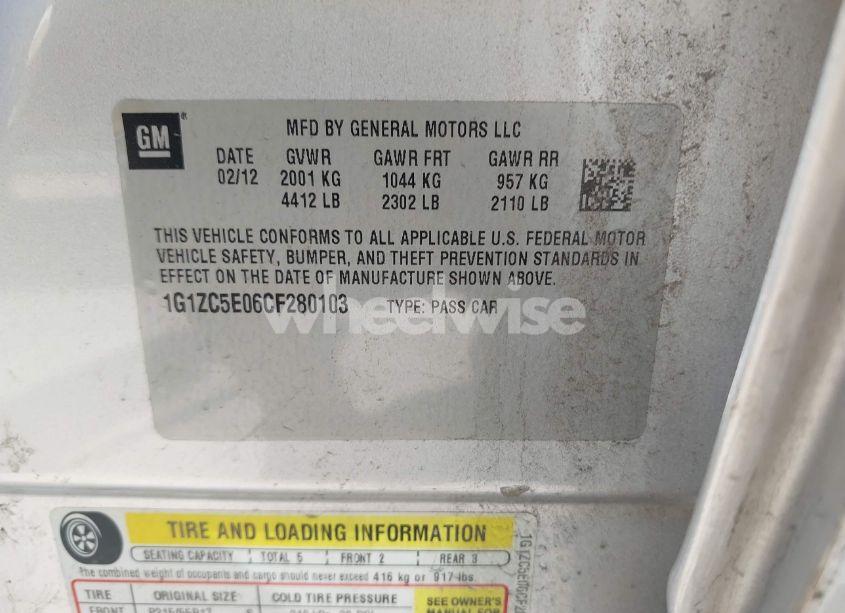 GM
MFD BY GENERAL MOTORS LLC
DATE GVWR GAWR FRT GAWR RR
02/12 2001 KG 1044 KG 957 KG
4412 LB 2302 LB 2110 LB
THIS VEHICLE CONFORMS TO ALL APPLICABLE U.S. FEDERAL MOTOR
VEHICLE SAFETY, BUMPER, AND THEFT PREVENTION STANDARDS IN
EFFECT ON THE DATE OF MANUFACTURE SHOWN ABOVE.
1G1ZC5E06CF280103 TYPE: PASS CAR
wheelwise
TIRE AND LOADING INFORMATION
SEATING CAPACITY TOTAL 5 FRONT 2 REAR 3
The combined weight of occupants and cargo should never exceed 416 kg or 917 lbs.
TIRE ORIGINAL SIZE COLD TIRE PRESSURE
SEE OWNER'S
MANUAL FOR
FRONT